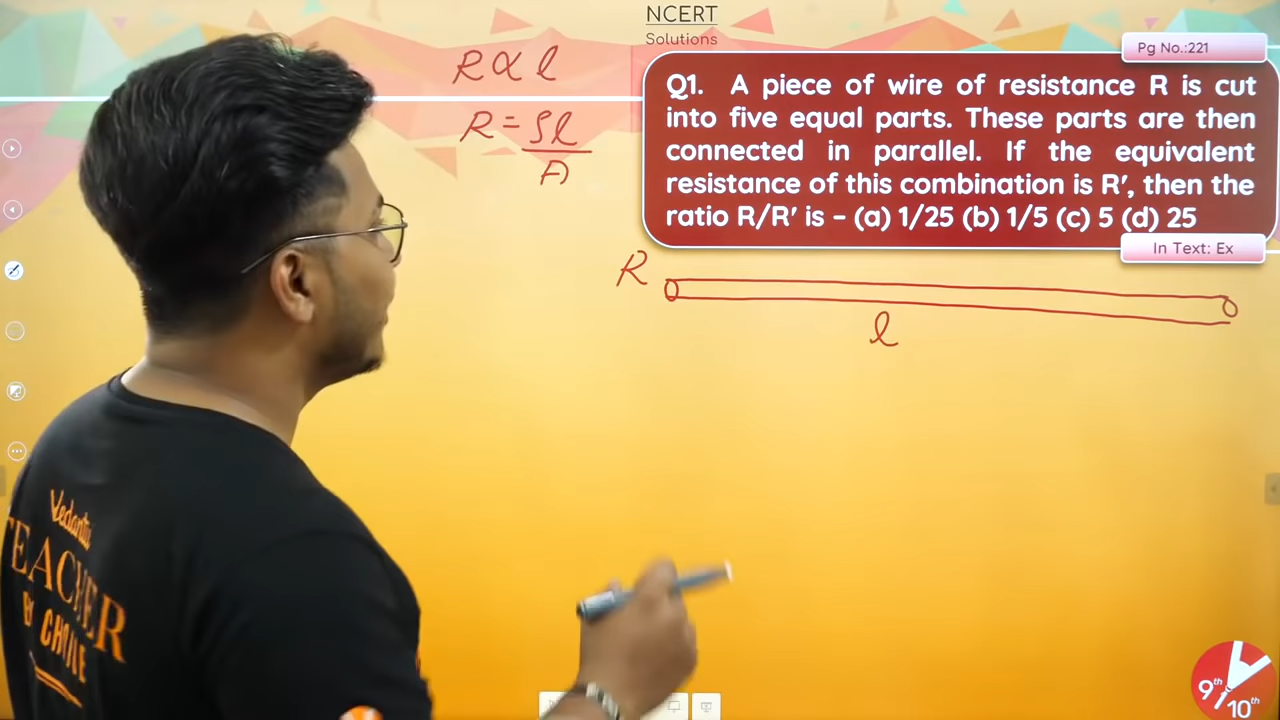 NCERT
Solutions
Pg No.:221
R ∝ l
R = ρl
A
Q1. A piece of wire of resistance R is cut
into five equal parts. These parts are then
connected in parallel. If the equivalent
resistance of this combination is R′, then the
ratio R/R′ is – (a) 1/25 (b) 1/5 (c) 5 (d) 25
In Text: Ex
R
l
Vedantu
TEACHER
BY CHOICE
9th/10th